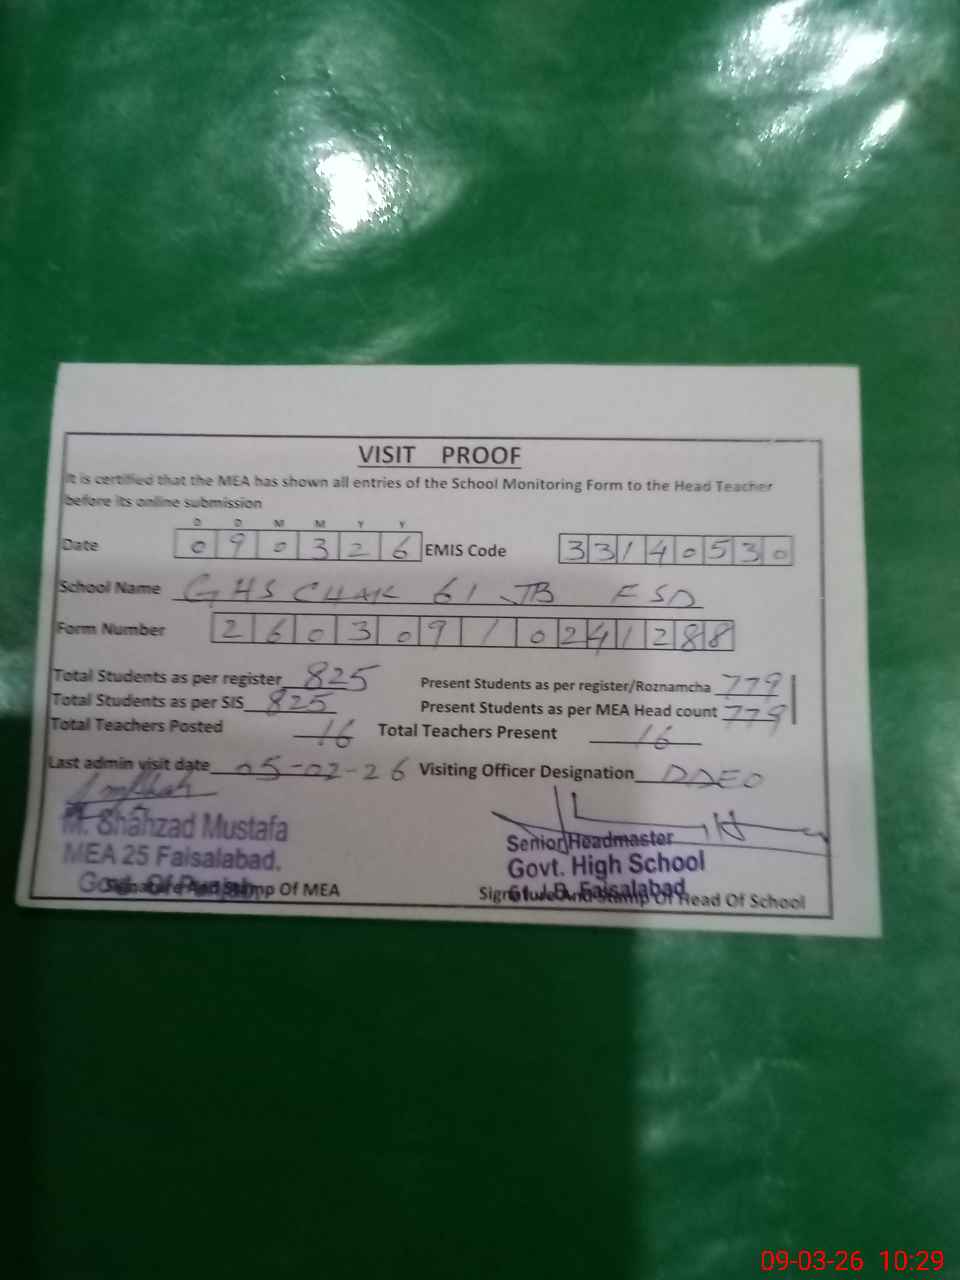 VISIT PROOF
It is certified that the MEA has shown all entries of the School Monitoring Form to the Head Teacher
before its online submission
D D M M Y Y
Date 0 9 0 3 2 6 EMIS Code 3 3 1 4 0 5 3 0
School Name GHS CHAK 61 JB FSD
Form Number 2 6 0 3 0 9 1 0 2 4 1 2 8 8
Total Students as per register 825 Present Students as per register/Roznamcha 779
Total Students as per SIS 825 Present Students as per MEA Head count 779
Total Teachers Posted 16 Total Teachers Present 16
Last admin visit date 05-02-26 Visiting Officer Designation DDEO
M. Shahzad Mustafa
MEA 25 Faisalabad.
Govt. Of Punjab
Signature And Stamp Of MEA
Senior Headmaster
Govt. High School
61 J.B. Faisalabad
Signature And Stamp Of Head Of School
09-03-26 10:29